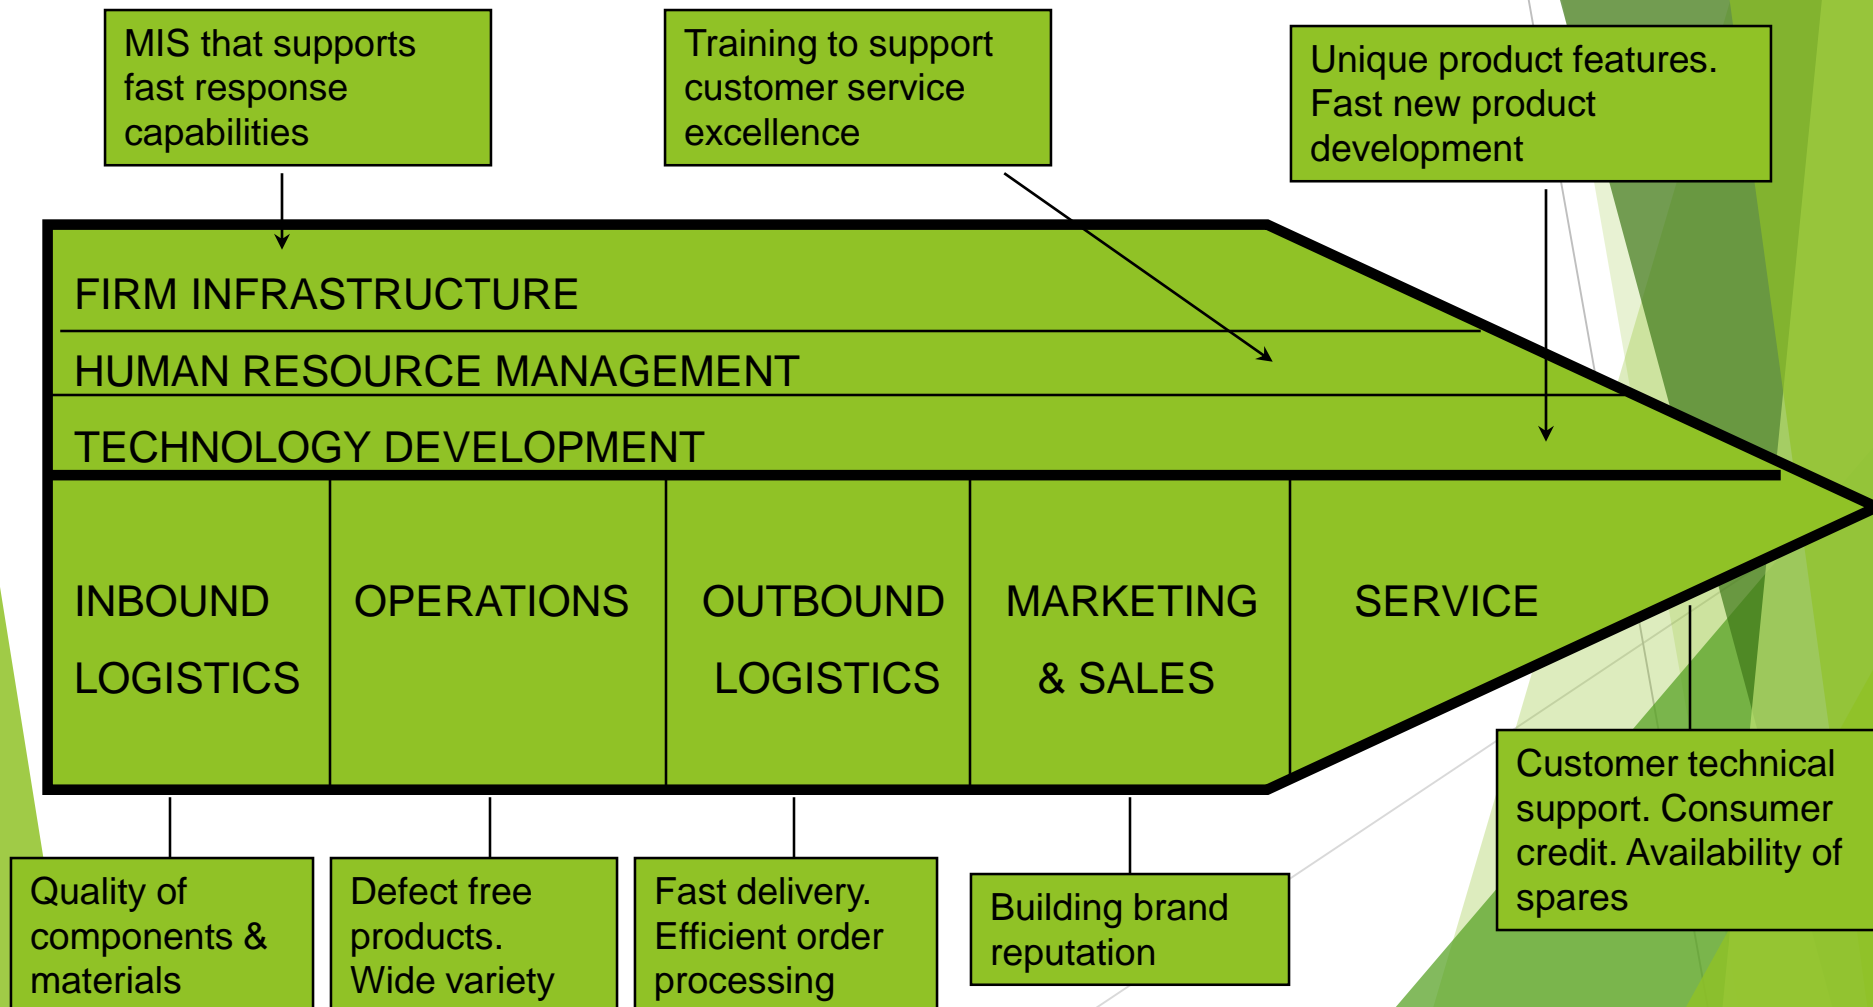 MIS that supports
fast response
capabilities
Training to support
customer service
excellence
Unique product features.
Fast new product
development
FIRM INFRASTRUCTURE
HUMAN RESOURCE MANAGEMENT
TECHNOLOGY DEVELOPMENT
INBOUND
LOGISTICS
OPERATIONS
OUTBOUND
LOGISTICS
MARKETING
& SALES
SERVICE
Quality of
components &
materials
Defect free
products.
Wide variety
Fast delivery.
Efficient order
processing
Building brand
reputation
Customer technical
support. Consumer
credit. Availability of
spares